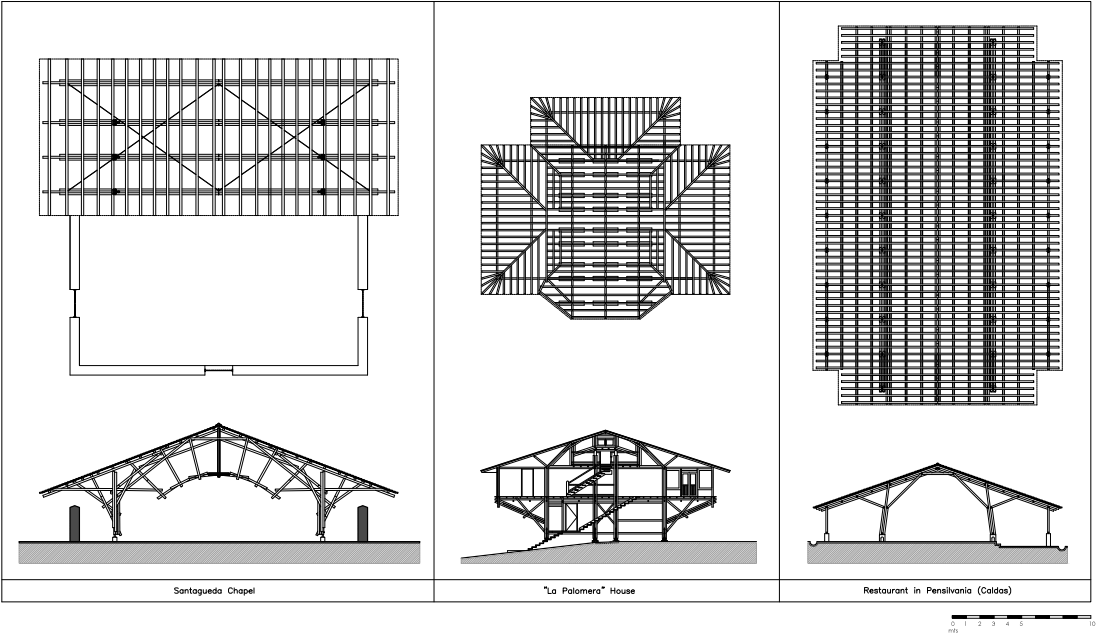 Santagueda Chapel
"La Palomera" House
Restaurant in Pensilvania (Caldas)
0 1 2 3 4 5 10
mts